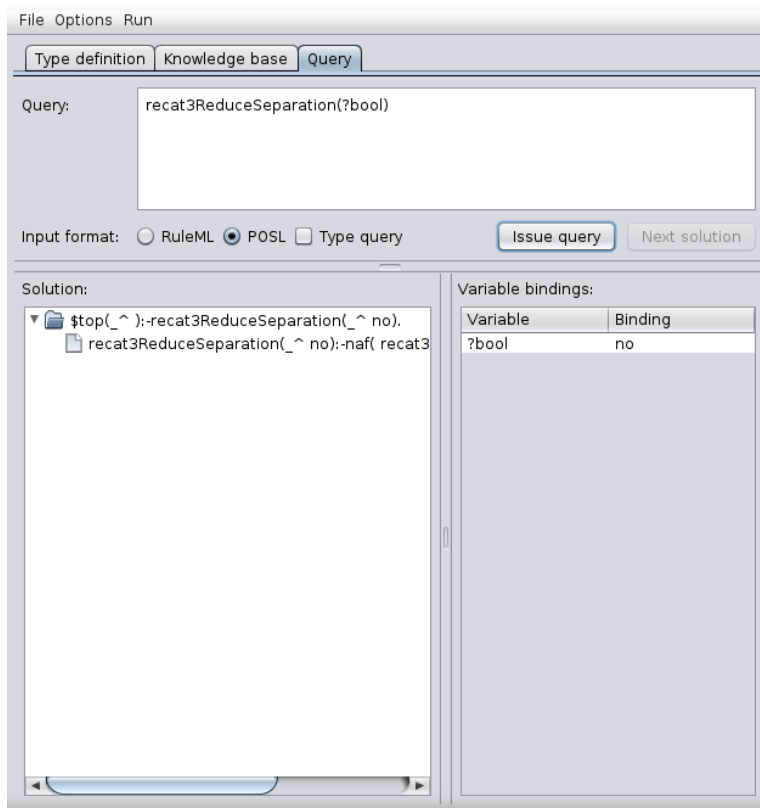 File Options Run
Type definition Knowledge base Query
Query: recat3ReduceSeparation(?bool)
Input format: RuleML POSL Type query Issue query Next solution
Solution: Variable bindings:
$top(_^ ):-recat3ReduceSeparation(_^ no). Variable Binding
recat3ReduceSeparation(_^ no):-naf( recat3 ?bool no